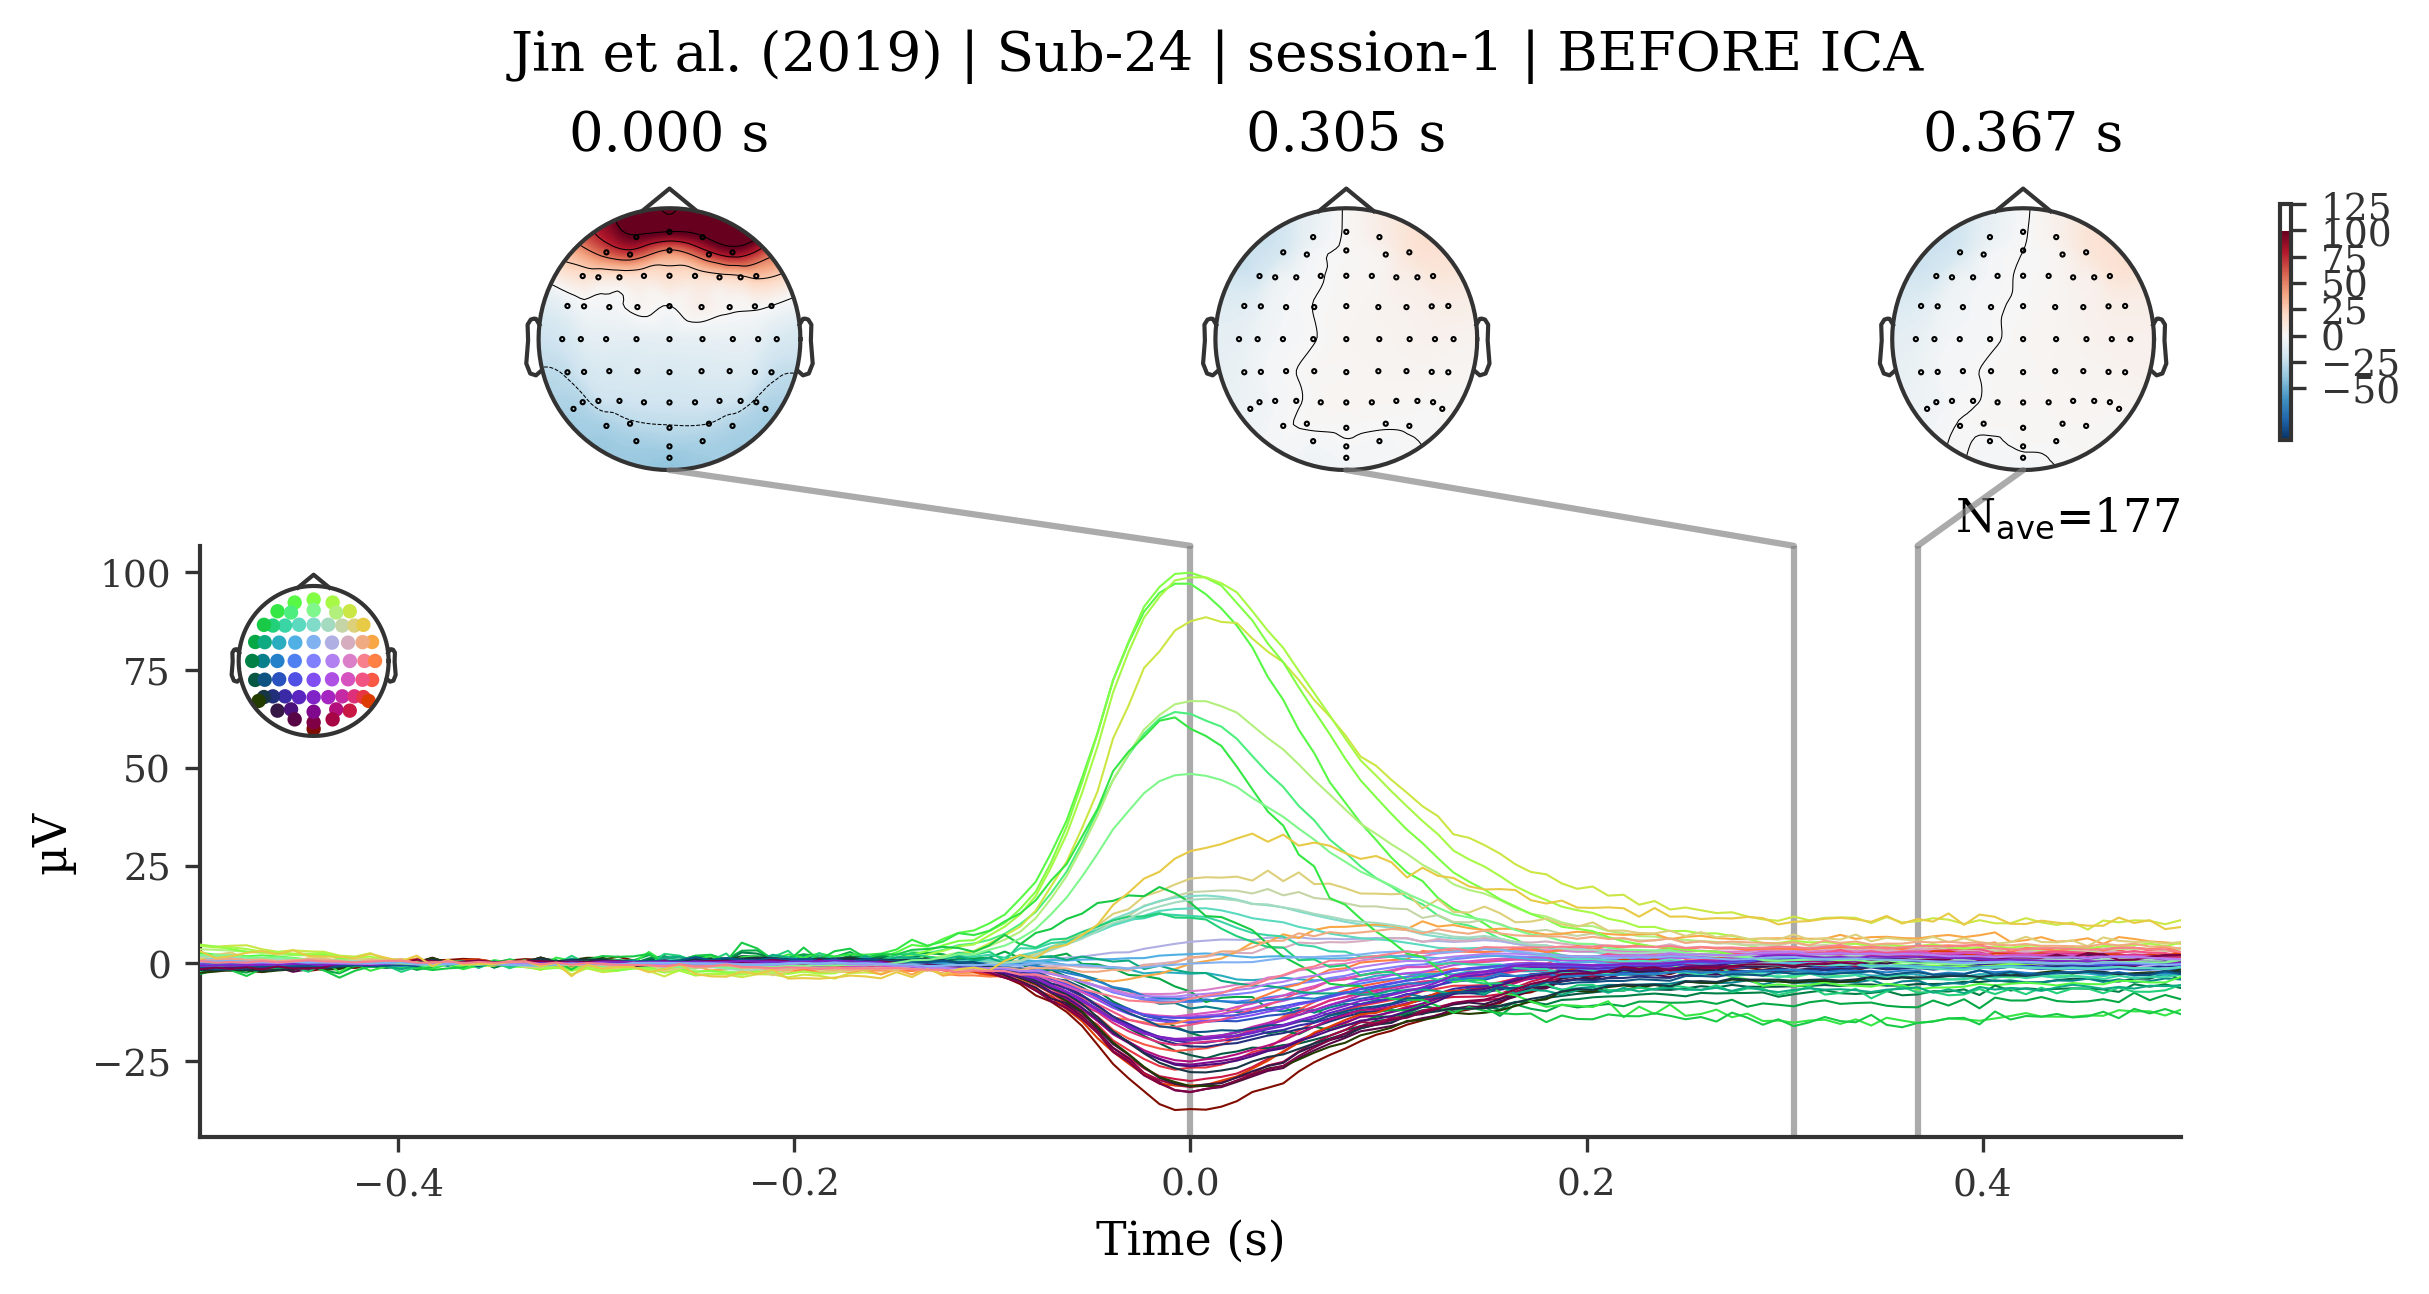 Jin et al. (2019) | Sub-24 | session-1 | BEFORE ICA
0.000 s
0.305 s
0.367 s
125
100
75
50
25
0
−25
−50
N_ave=177
100
75
50
25
0
−25
µV
−0.4
−0.2
0.0
0.2
0.4
Time (s)